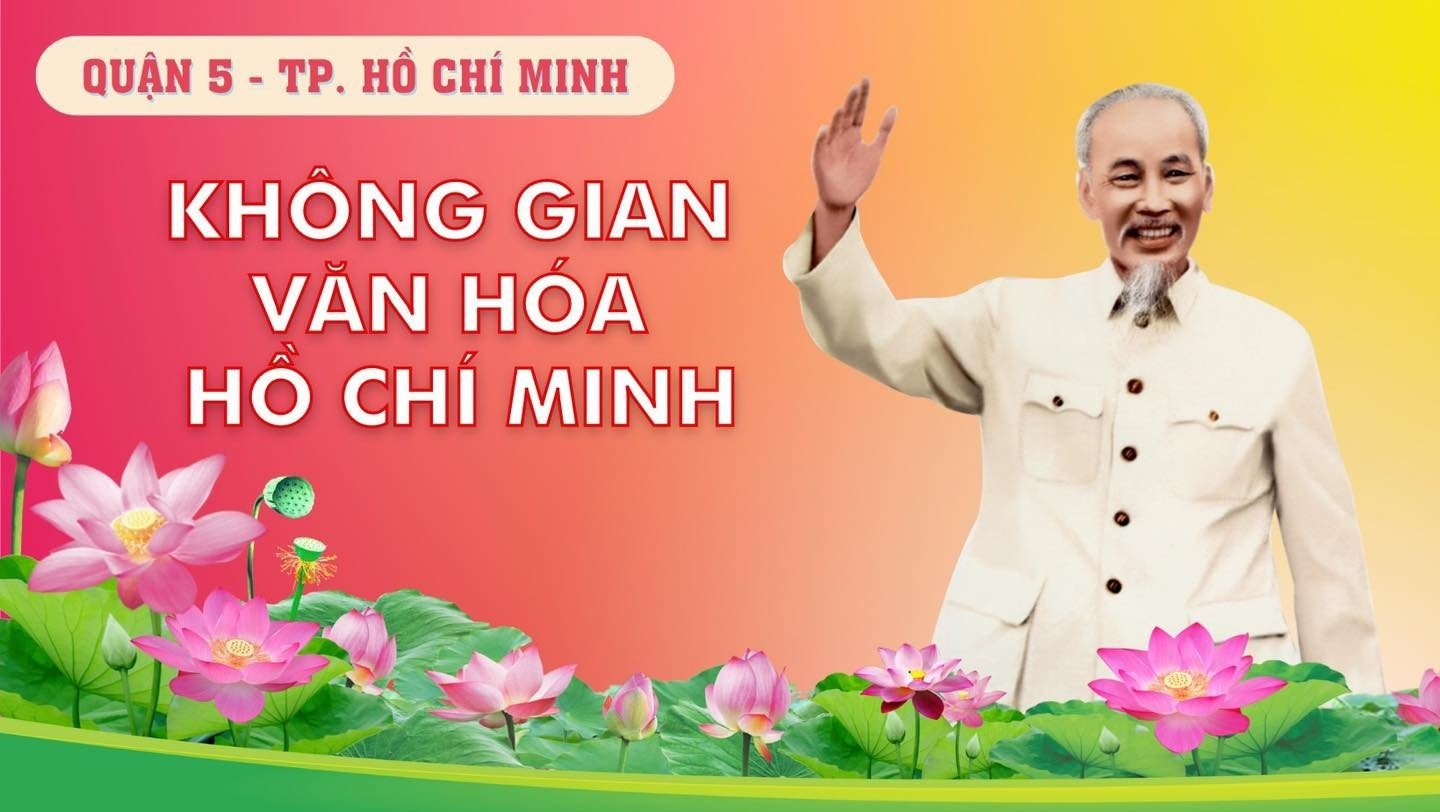 QUẬN 5 - TP. HỒ CHÍ MINH
KHÔNG GIAN
VĂN HÓA
HỒ CHÍ MINH